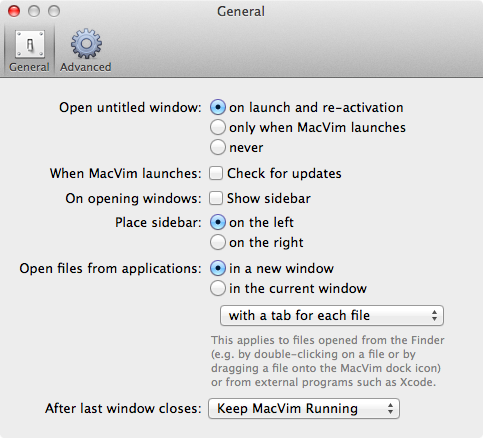 General
General
Advanced
Open untitled window: on launch and re-activation
only when MacVim launches
never
When MacVim launches: Check for updates
On opening windows: Show sidebar
Place sidebar: on the left
on the right
Open files from applications: in a new window
in the current window
with a tab for each file
This applies to files opened from the Finder
(e.g. by double-clicking on a file or by
dragging a file onto the MacVim dock icon)
or from external programs such as Xcode.
After last window closes: Keep MacVim Running